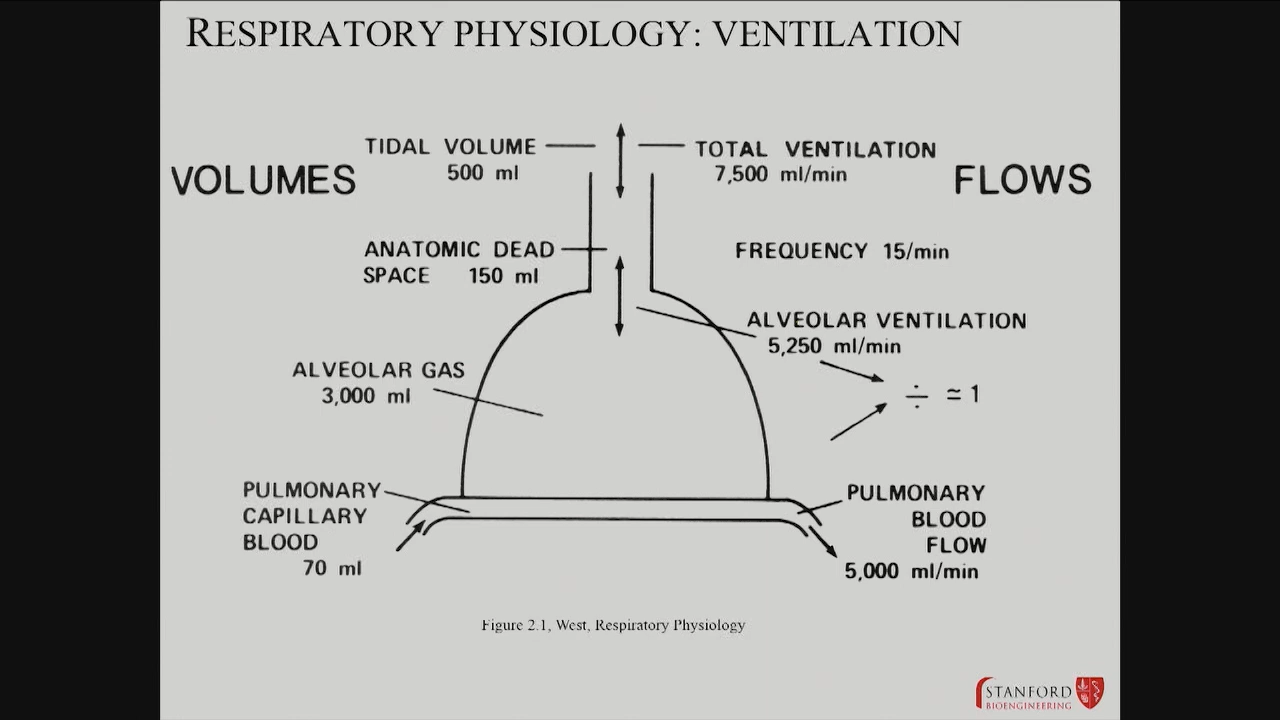 RESPIRATORY PHYSIOLOGY: VENTILATION
VOLUMES
TIDAL VOLUME
500 ml
TOTAL VENTILATION
7,500 ml/min
FLOWS
ANATOMIC DEAD
SPACE 150 ml
FREQUENCY 15/min
ALVEOLAR VENTILATION
5,250 ml/min
ALVEOLAR GAS
3,000 ml
÷ ≃ 1
PULMONARY
CAPILLARY
BLOOD
70 ml
PULMONARY
BLOOD
FLOW
5,000 ml/min
Figure 2.1, West, Respiratory Physiology
STANFORD
BIOENGINEERING